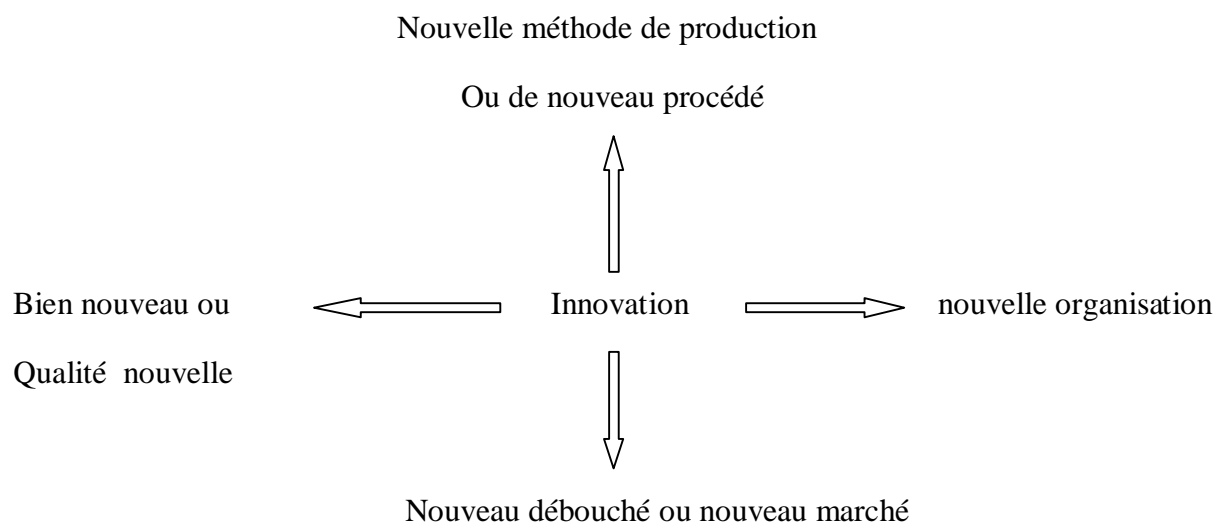 Nouvelle méthode de production
Ou de nouveau procédé
Bien nouveau ou
Innovation
nouvelle organisation
Qualité nouvelle
Nouveau débouché ou nouveau marché